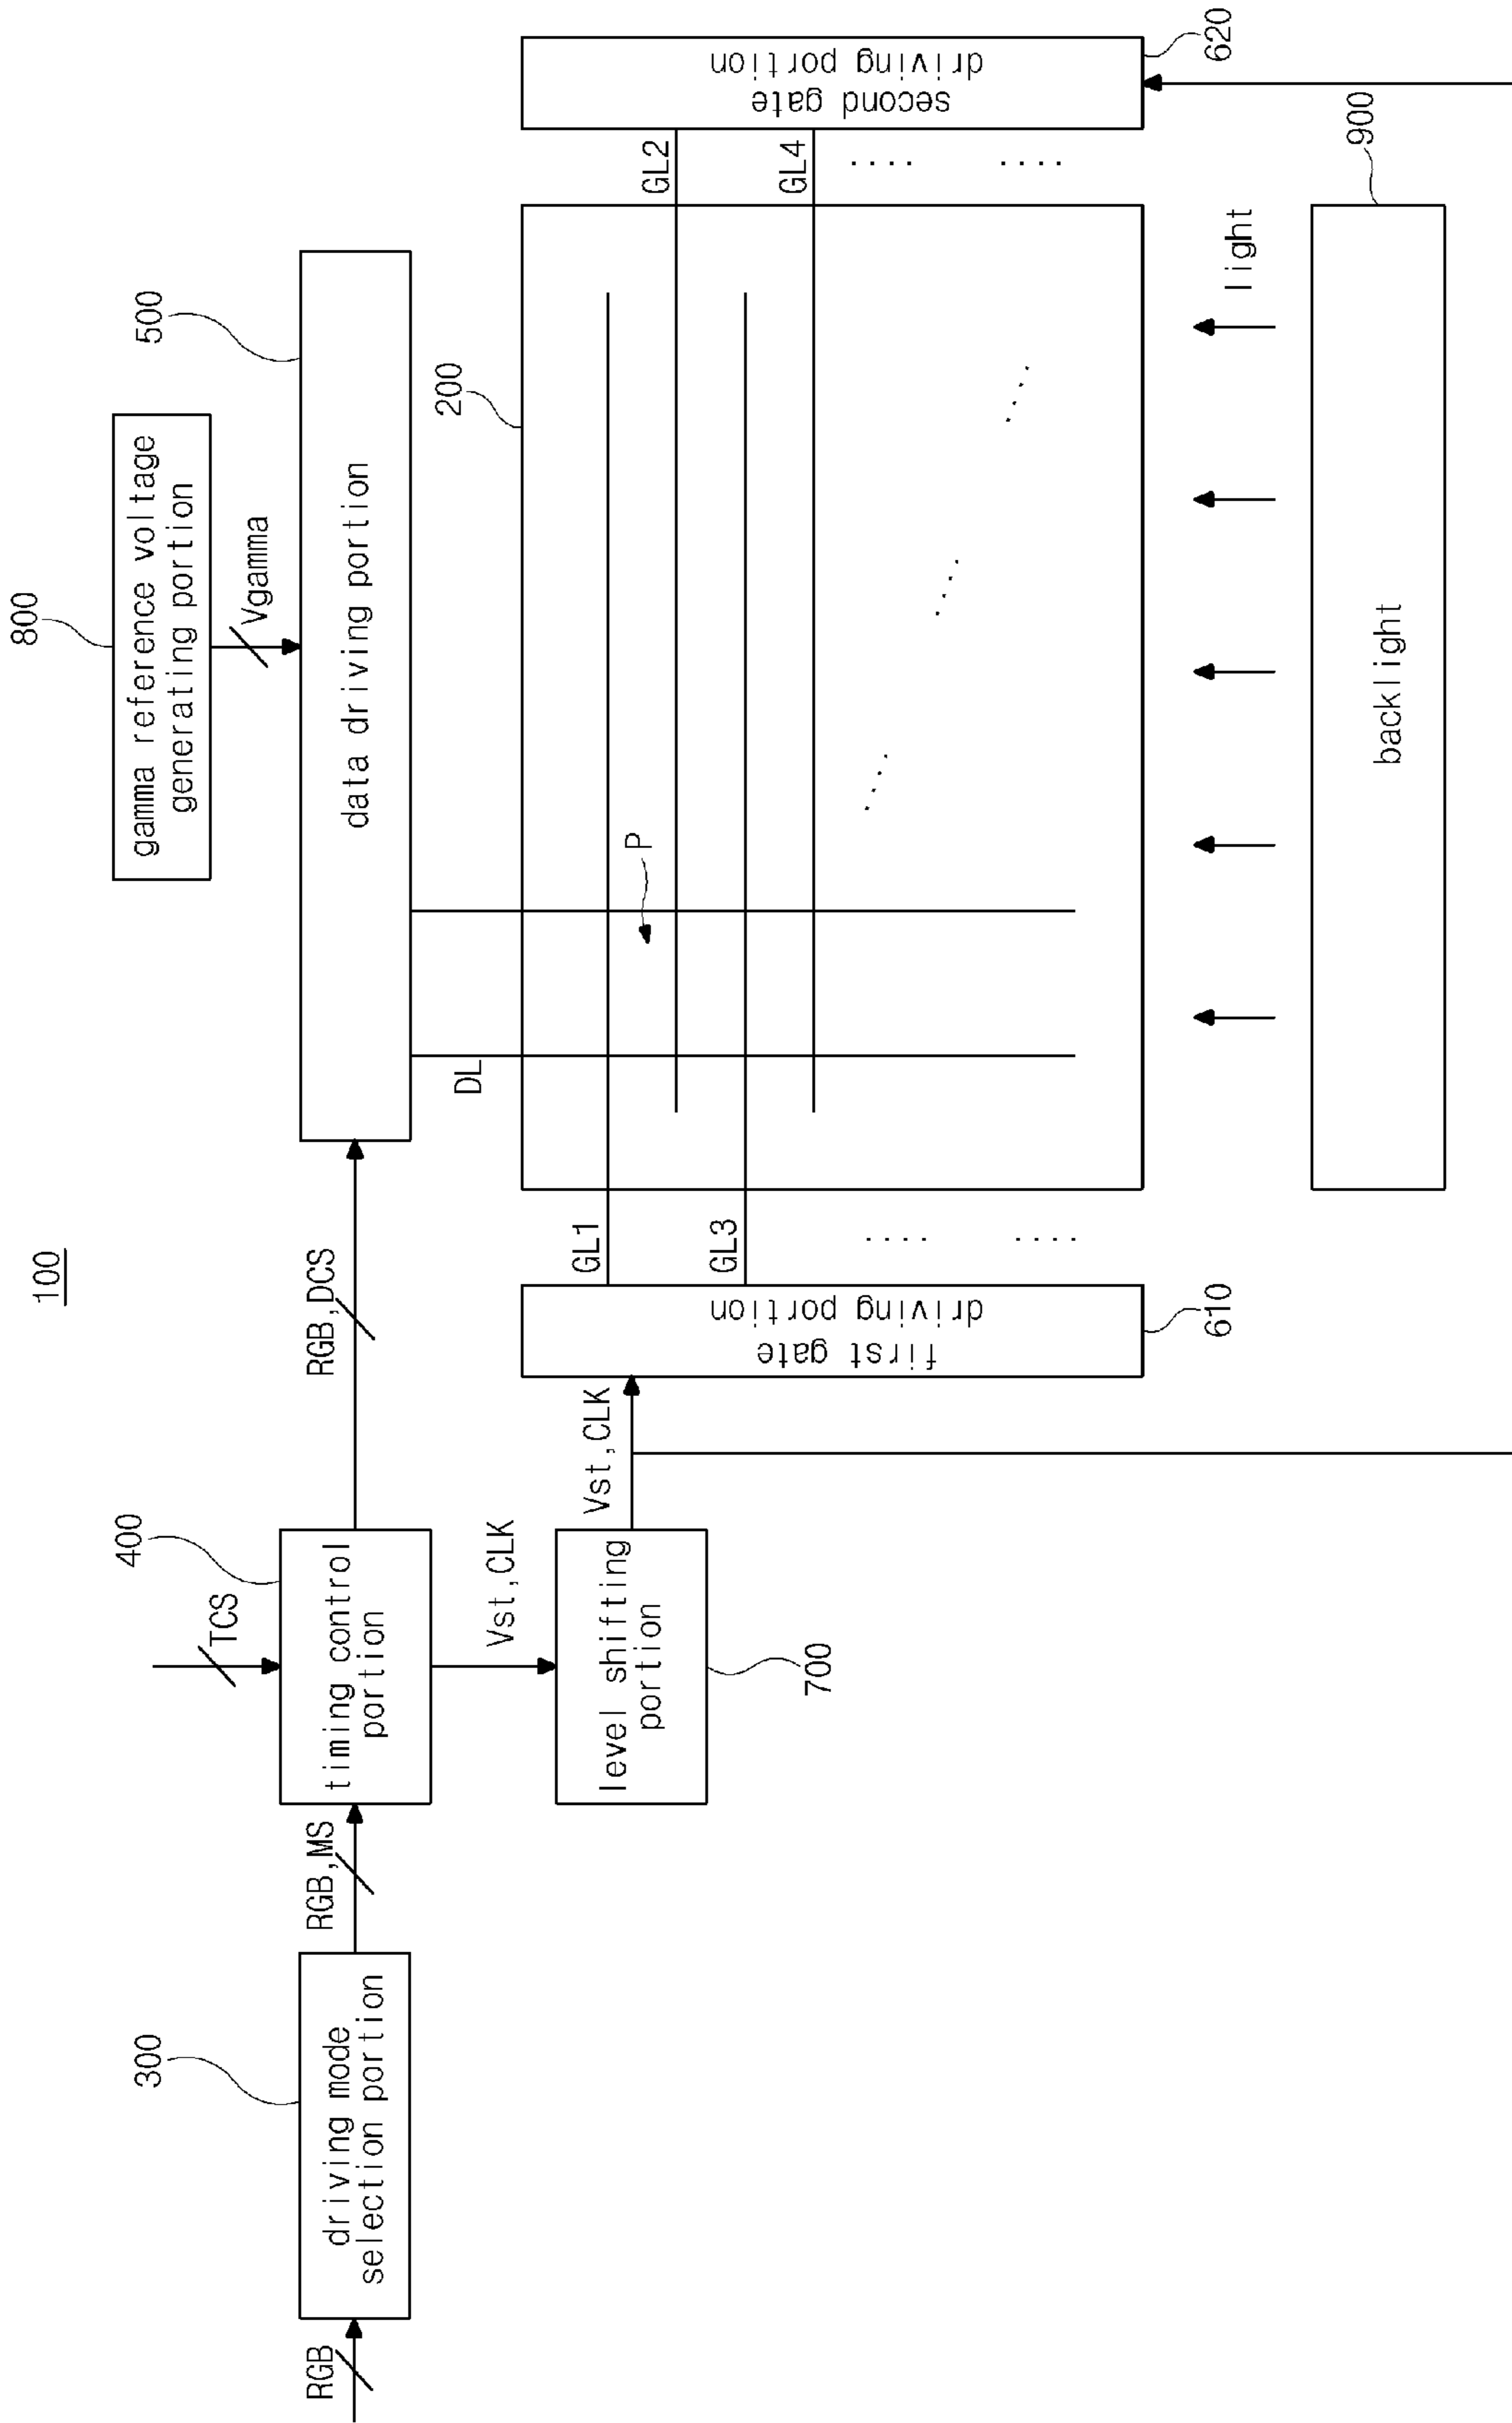 100
800
gamma reference voltage
generating portion
Vgamma
500
data driving portion
300
driving mode
selection portion
RGB
RGB,MS
TCS
400
timing control
portion
RGB,DCS
Vst,CLK
level shifting
portion
700
Vst,CLK
first gate
driving portion
610
GL1
GL3
DL
200
P
GL2
GL4
second gate
driving portion
620
light
backlight
900